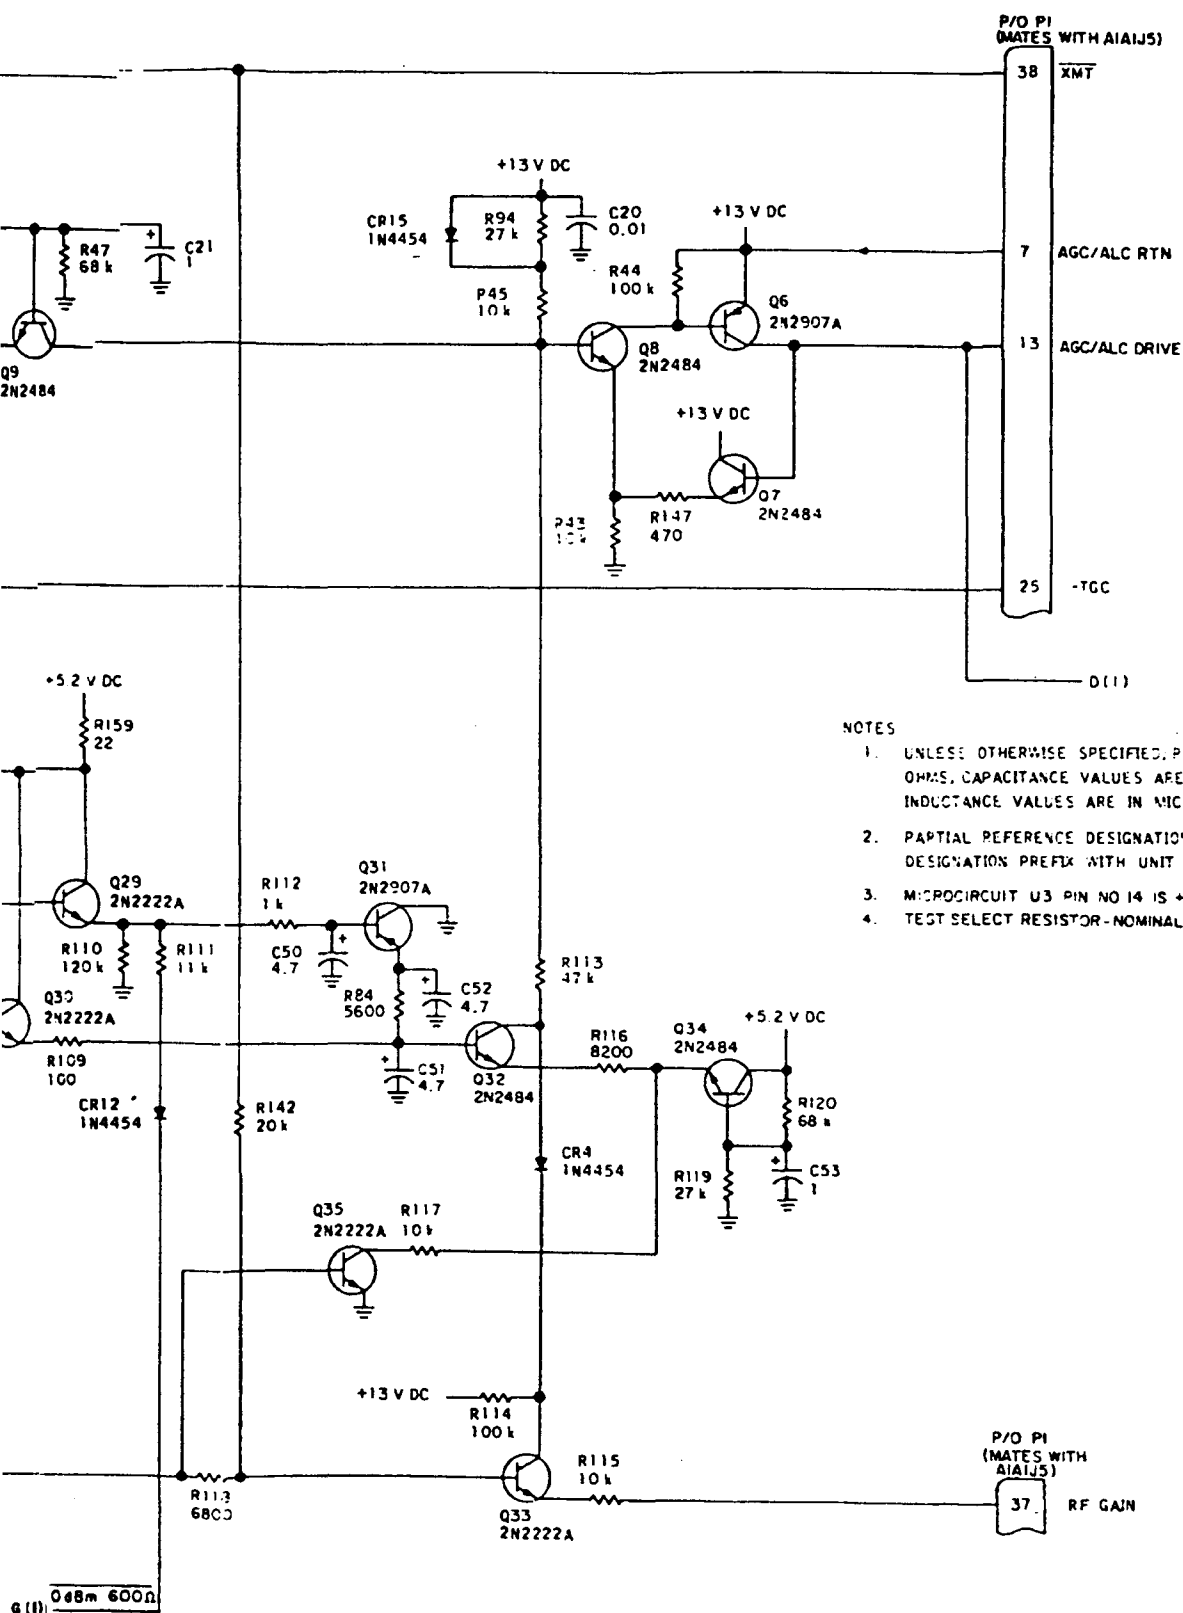 P/O P1
(MATES WITH A1A1J5)
38 XMT
+13 V DC
CR15
1N4454
R94
27 k
C20
0.01
+13 V DC
R47
68 k
+
C21
1
7 AGC/ALC RTN
R44
100 k
R45
10 k
Q6
2N2907A
Q8
2N2484
13 AGC/ALC DRIVE
Q9
2N2484
+13 V DC
Q7
2N2484
R43
10 k
R147
470
25 -TGC
+5.2 V DC
D(1)
R159
22
NOTES
1. UNLESS OTHERWISE SPECIFIED,
OHMS, CAPACITANCE VALUES ARE
INDUCTANCE VALUES ARE IN MIC
2. PARTIAL REFERENCE
DESIGNATION PREFIX WITH UNIT
3. MICROCIRCUIT U3 PIN NO 14 IS +
4. TEST SELECT RESISTOR-NOMINAL
Q29
2N2222A
R112
1 k
Q31
2N2907A
R110
120 k
R111
11 k
C50
4.7
+
R113
47 k
Q30
2N2222A
R84
5600
+
C52
4.7
R109
100
+
C51
4.7
Q32
2N2484
R116
8200
Q34
2N2484
+5.2 V DC
CR12
1N4454
R142
20 k
R120
68 k
CR4
1N4454
R119
27 k
+
C53
1
Q35
2N2222A
R117
10 k
+13 V DC
R114
100 k
R118
6800
Q33
2N2222A
R115
10 k
P/O P1
(MATES WITH
A1A1J5)
37 RF GAIN
G(1) 0dBm 600Ω